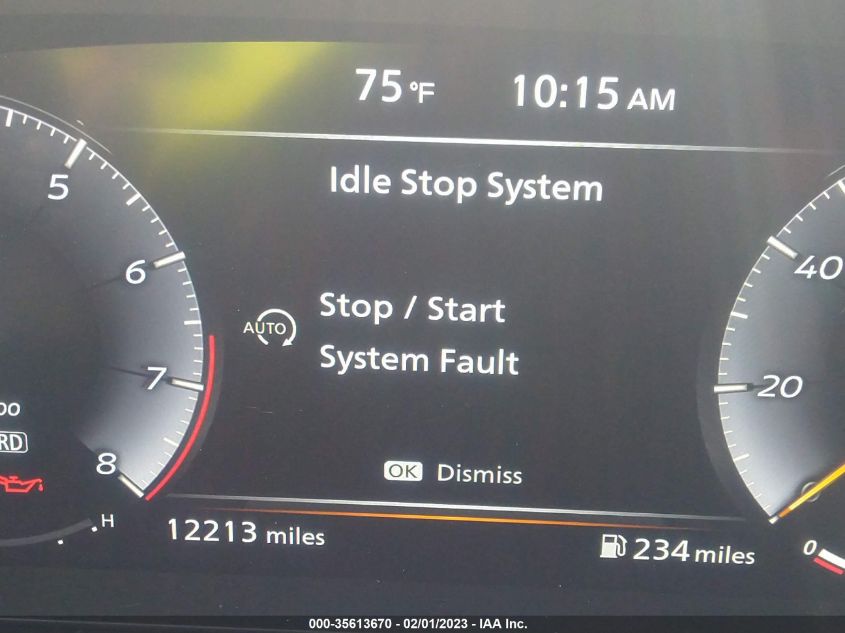 75 °F 10:15 AM
Idle Stop System
5
6
40
AUTO
Stop / Start
System Fault
7
20
RD
8
OK Dismiss
H
12213 miles
234 miles
0
000-35613670 - 02/01/2023 - IAA Inc.